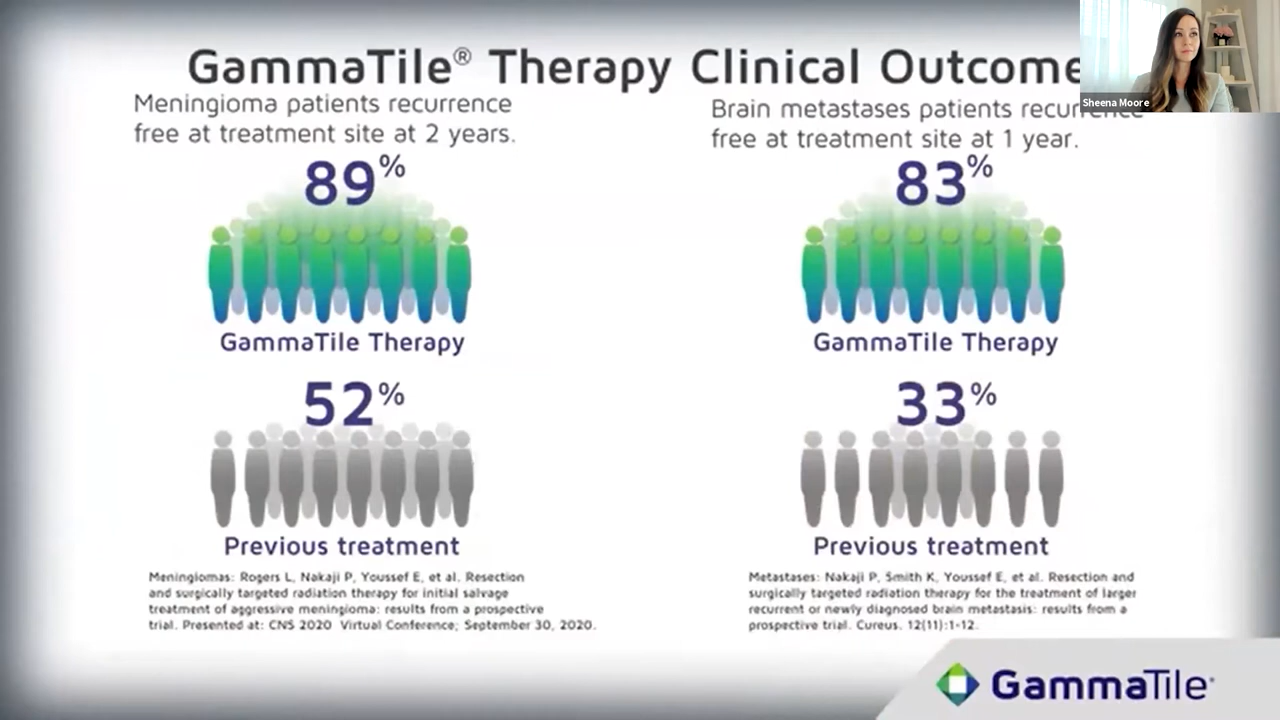 GammaTile® Therapy Clinical Outcome
Sheena Moore
Meningioma patients recurrence
free at treatment site at 2 years.
89%
GammaTile Therapy
52%
Previous treatment
Meningiomas: Rogers L, Nakaji P, Youssef E, et al. Resection
and surgically targeted radiation therapy for initial salvage
treatment of aggressive meningioma: results from a prospective
trial. Presented at: CNS 2020 Virtual Conference; September 30, 2020.
Brain metastases patients recurrence
free at treatment site at 1 year.
83%
GammaTile Therapy
33%
Previous treatment
Metastases: Nakaji P, Smith K, Youssef E, et al. Resection and
surgically targeted radiation therapy for the treatment of larger
recurrent or newly diagnosed brain metastasis: results from a
prospective trial. Cureus. 12(11):1-12.
GammaTile®